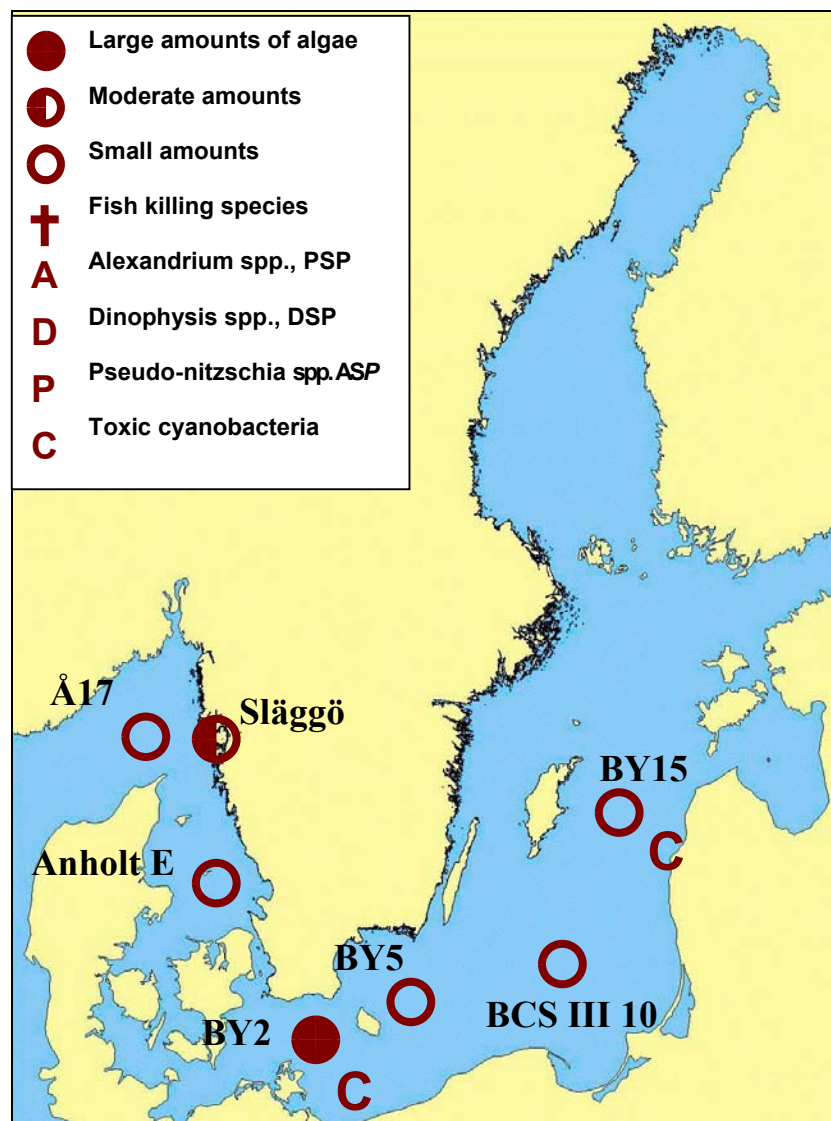 Large amounts of algae
Moderate amounts
Small amounts
Fish killing species
A Alexandrium spp., PSP
D Dinophysis spp., DSP
P Pseudo-nitzschia spp.ASP
C Toxic cyanobacteria
Å17
Släggö
BY15
C
Anholt E
BY5
BCS III 10
BY2
C